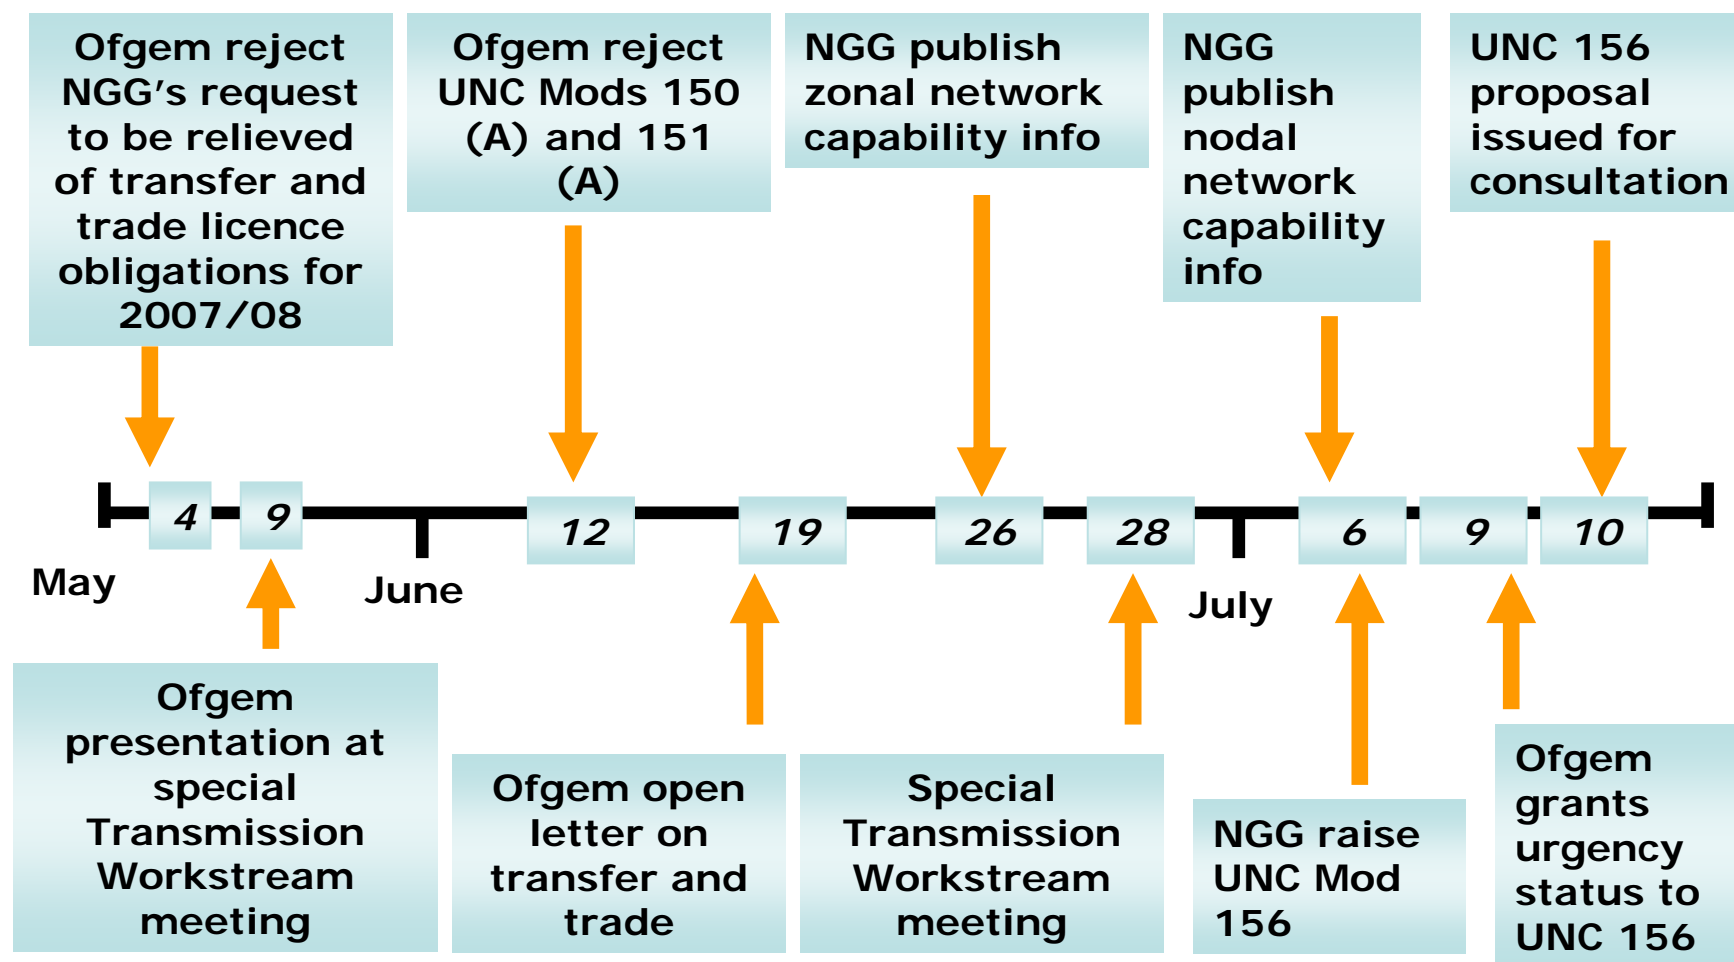 Ofgem reject
NGG's request
to be relieved
of transfer and
trade licence
obligations for
2007/08
Ofgem reject
UNC Mods 150
(A) and 151
(A)
NGG publish
zonal network
capability info
NGG
publish
nodal
network
capability
info
UNC 156
proposal
issued for
consultation
4
9
12
19
26
28
6
9
10
May
June
July
Ofgem
presentation at
special
Transmission
Workstream
meeting
Ofgem open
letter on
transfer and
trade
Special
Transmission
Workstream
meeting
NGG raise
UNC Mod
156
Ofgem
grants
urgency
status to
UNC 156